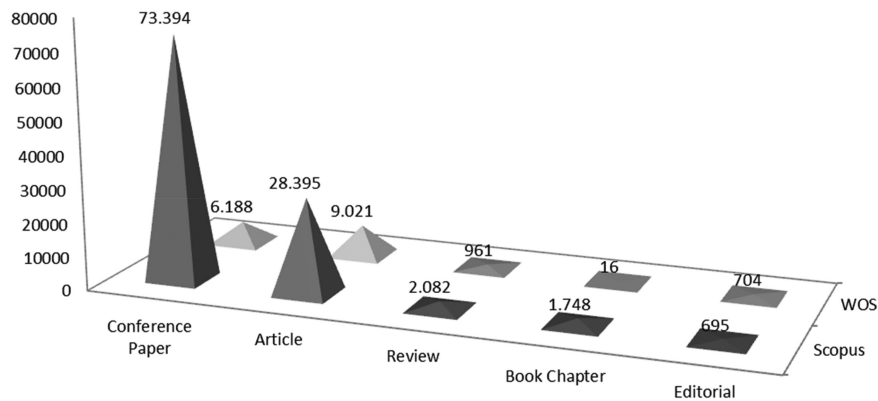 80000
70000
60000
50000
40000
30000
20000
10000
0
73.394
6.188
28.395
9.021
2.082
961
1.748
16
695
704
Conference
Paper
Article
Review
Book Chapter
Editorial
WOS
Scopus